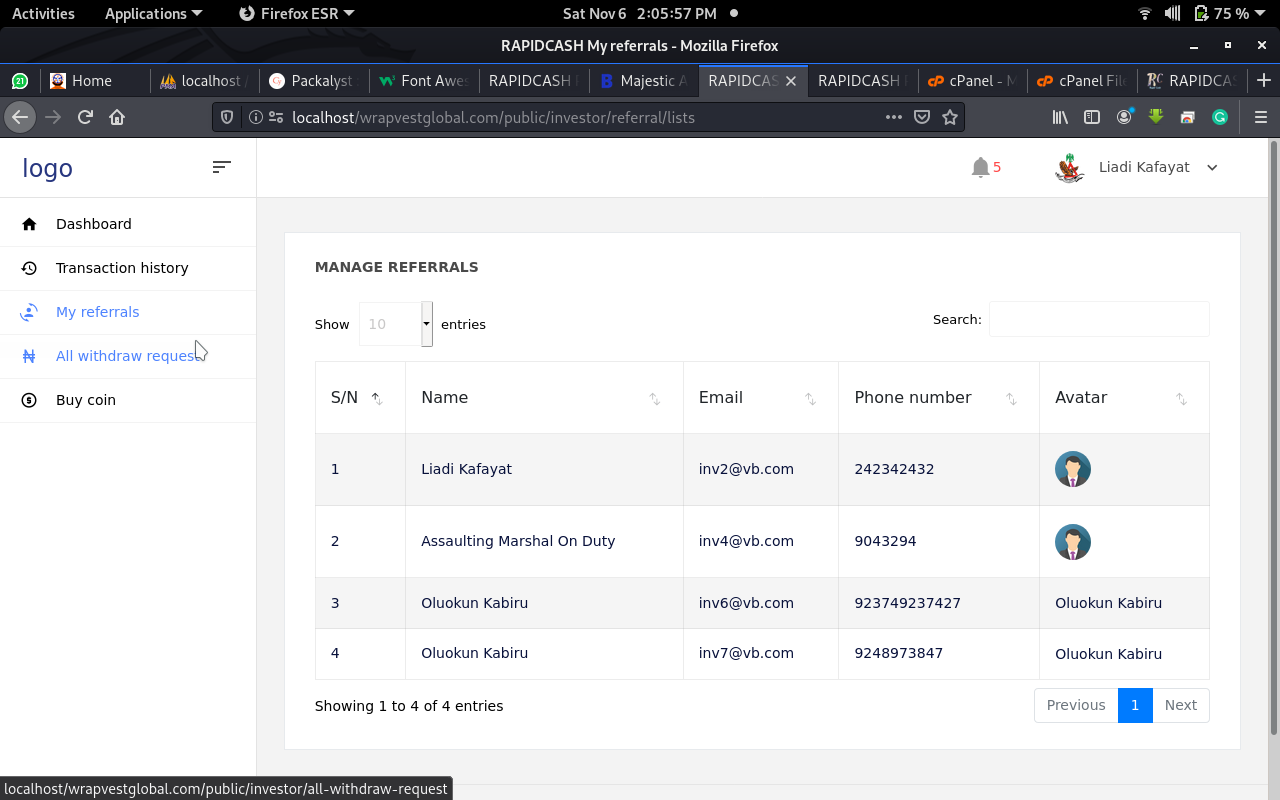 Activities Applications Firefox ESR Sat Nov 6 2:05:57 PM 75 %
RAPIDCASH My referrals - Mozilla Firefox
21 Home localhost / Packalyst Font Awes RAPIDCASH Majestic A RAPIDCAS RAPIDCASH cPanel - M cPanel File RAPIDCAS
localhost/wrapvestglobal.com/public/investor/referral/lists
logo
5 Liadi Kafayat
Dashboard
Transaction history
My referrals
All withdraw request
Buy coin
MANAGE REFERRALS
Show 10 entries Search:
S/N Name Email Phone number Avatar
1 Liadi Kafayat inv2@vb.com 242342432
2 Assaulting Marshal On Duty inv4@vb.com 9043294
3 Oluokun Kabiru inv6@vb.com 923749237427 Oluokun Kabiru
4 Oluokun Kabiru inv7@vb.com 9248973847 Oluokun Kabiru
Showing 1 to 4 of 4 entries Previous 1 Next
localhost/wrapvestglobal.com/public/investor/all-withdraw-request